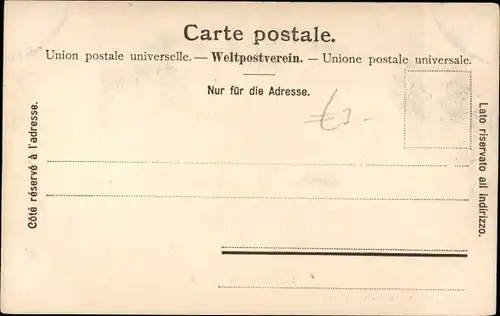 Carte postale.
Union postale universelle. — Weltpostverein. — Unione postale universale.
Nur für die Adresse.
€3.-
Côté réservé à l'adresse.
Lato riservato all Indirizzo.